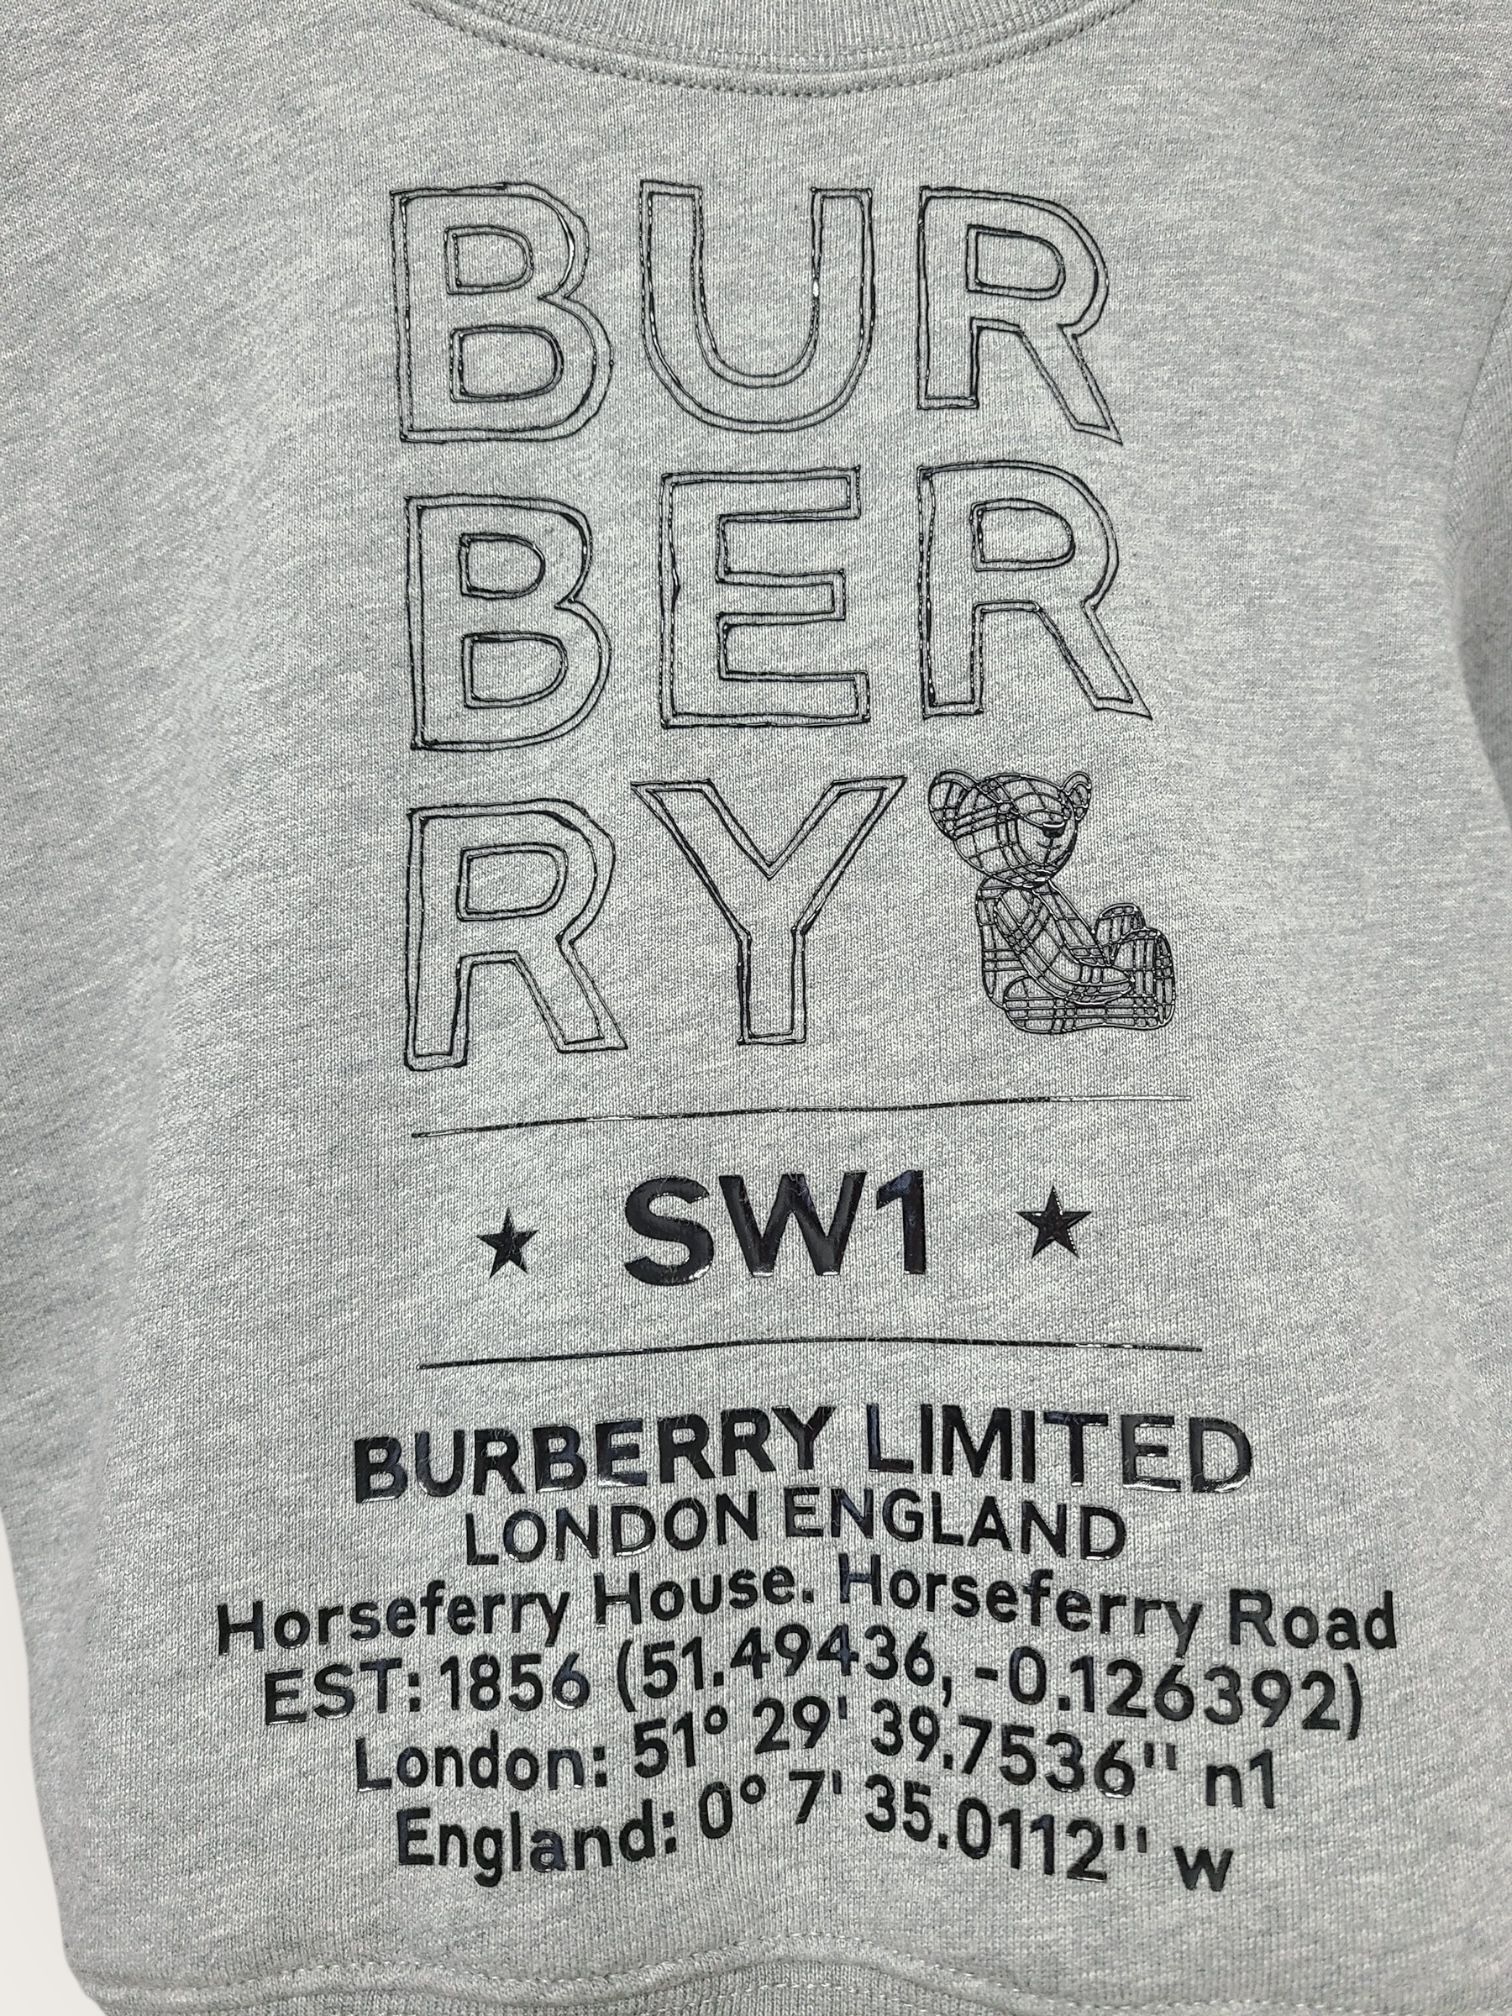 BUR
BER
RY
SW1
BURBERRY LIMITED
LONDON ENGLAND
Horseferry House. Horseferry Road
EST: 1856 (51.49436, -0.126392)
London: 51° 29' 39.7536" n1
England: 0° 7' 35.0112" w